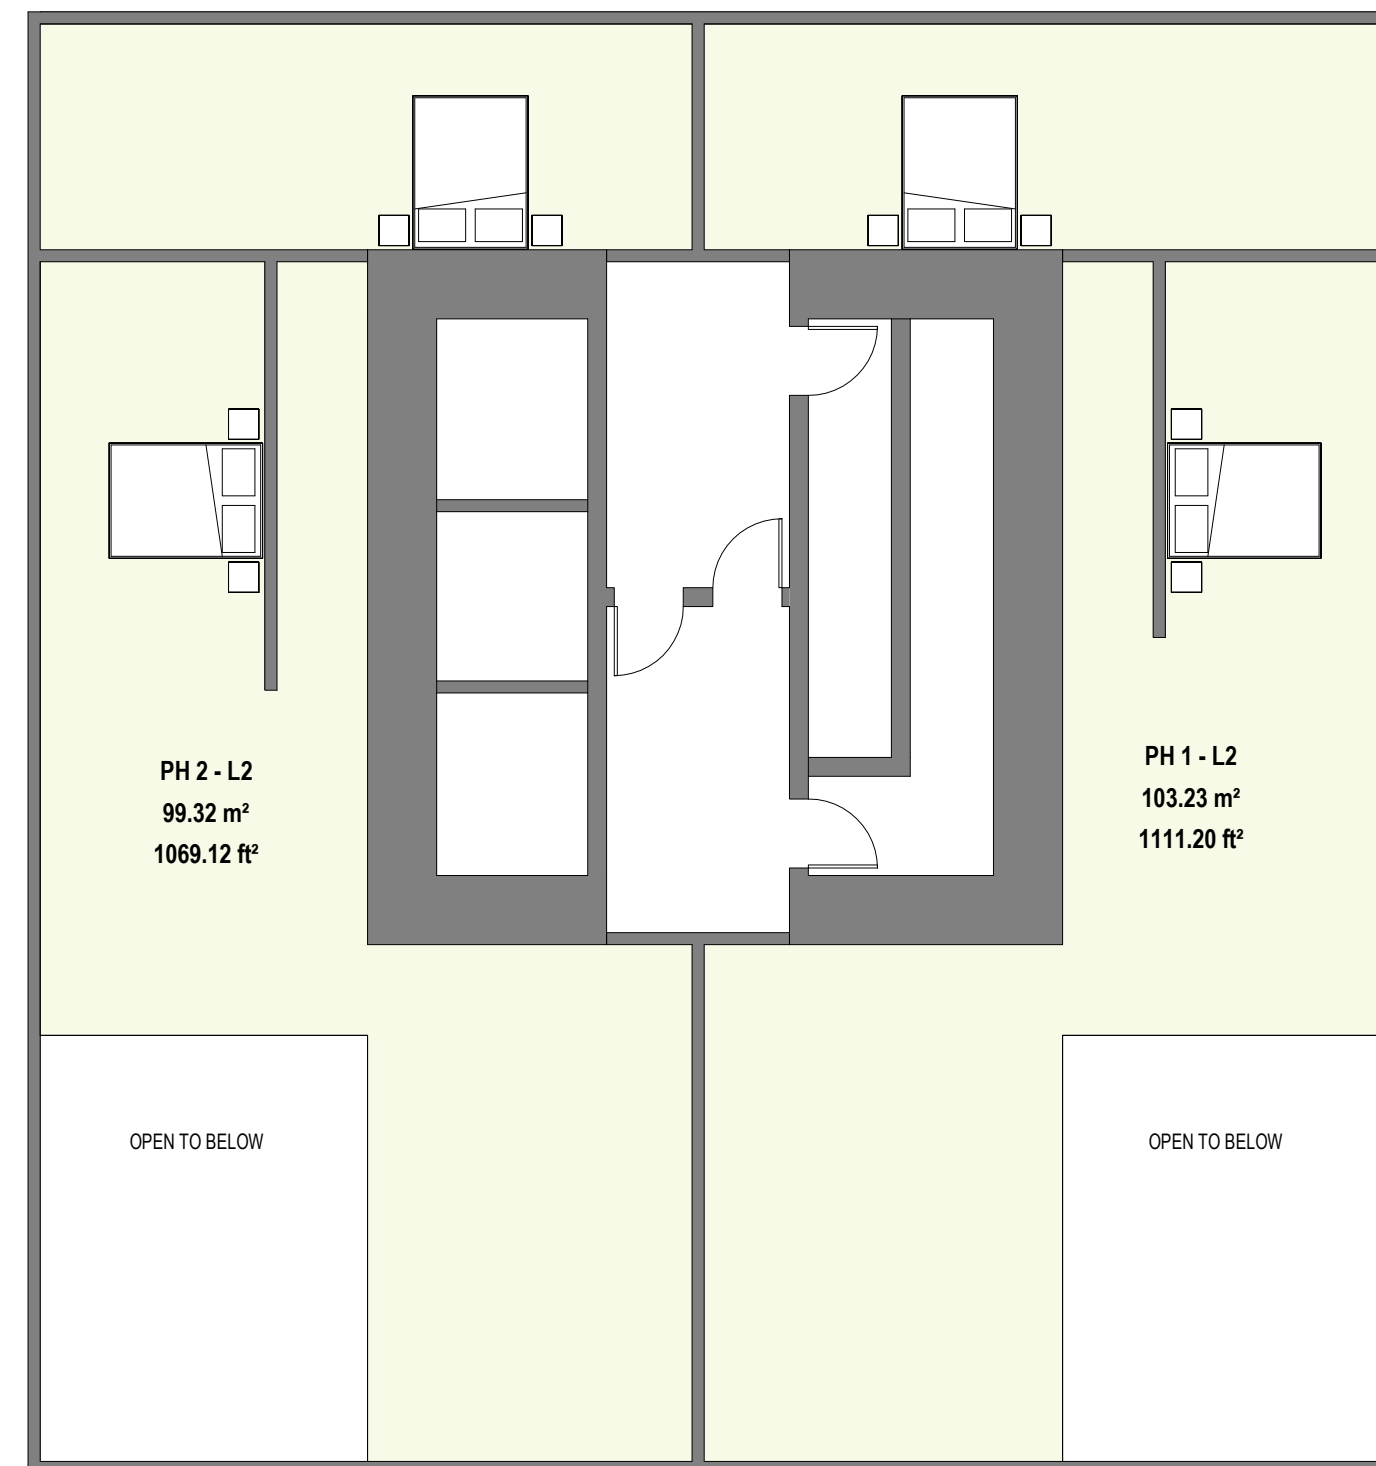 PH 2 - L2
99.32 m²
1069.12 ft²
PH 1 - L2
103.23 m²
1111.20 ft²
OPEN TO BELOW
OPEN TO BELOW